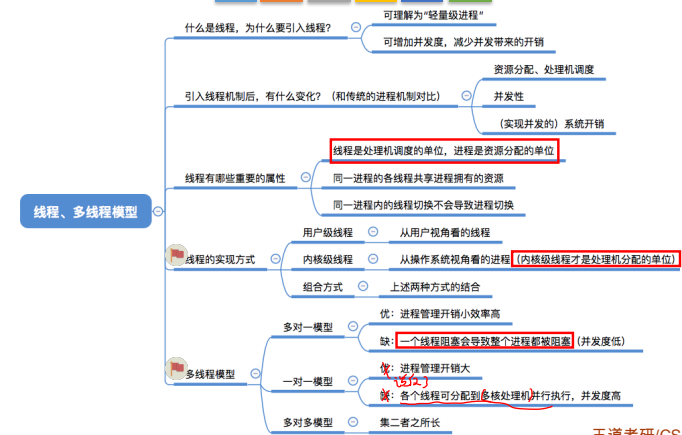 什么是线程，为什么要引入线程？
可理解为“轻量级进程”
可增加并发度，减少并发带来的开销
引入线程机制后，有什么变化？（和传统的进程机制对比）
资源分配、处理机调度
并发性
（实现并发的）系统开销
线程有哪些重要的属性
线程是处理机调度的单位，进程是资源分配的单位
同一进程的各线程共享进程拥有的资源
同一进程内的线程切换不会导致进程切换
线程、多线程模型
线程的实现方式
用户级线程
从用户视角看的线程
内核级线程
从操作系统视角看的进程（内核级线程才是处理机分配的单位）
组合方式
上述两种方式的结合
多线程模型
多对一模型
优：进程管理开销小效率高
缺：一个线程阻塞会导致整个进程都被阻塞（并发度低）
一对一模型
优：进程管理开销大
：各个线程可分配到多核处理机并行执行，并发度高
多对多模型
集二者之所长
王道考研/CS